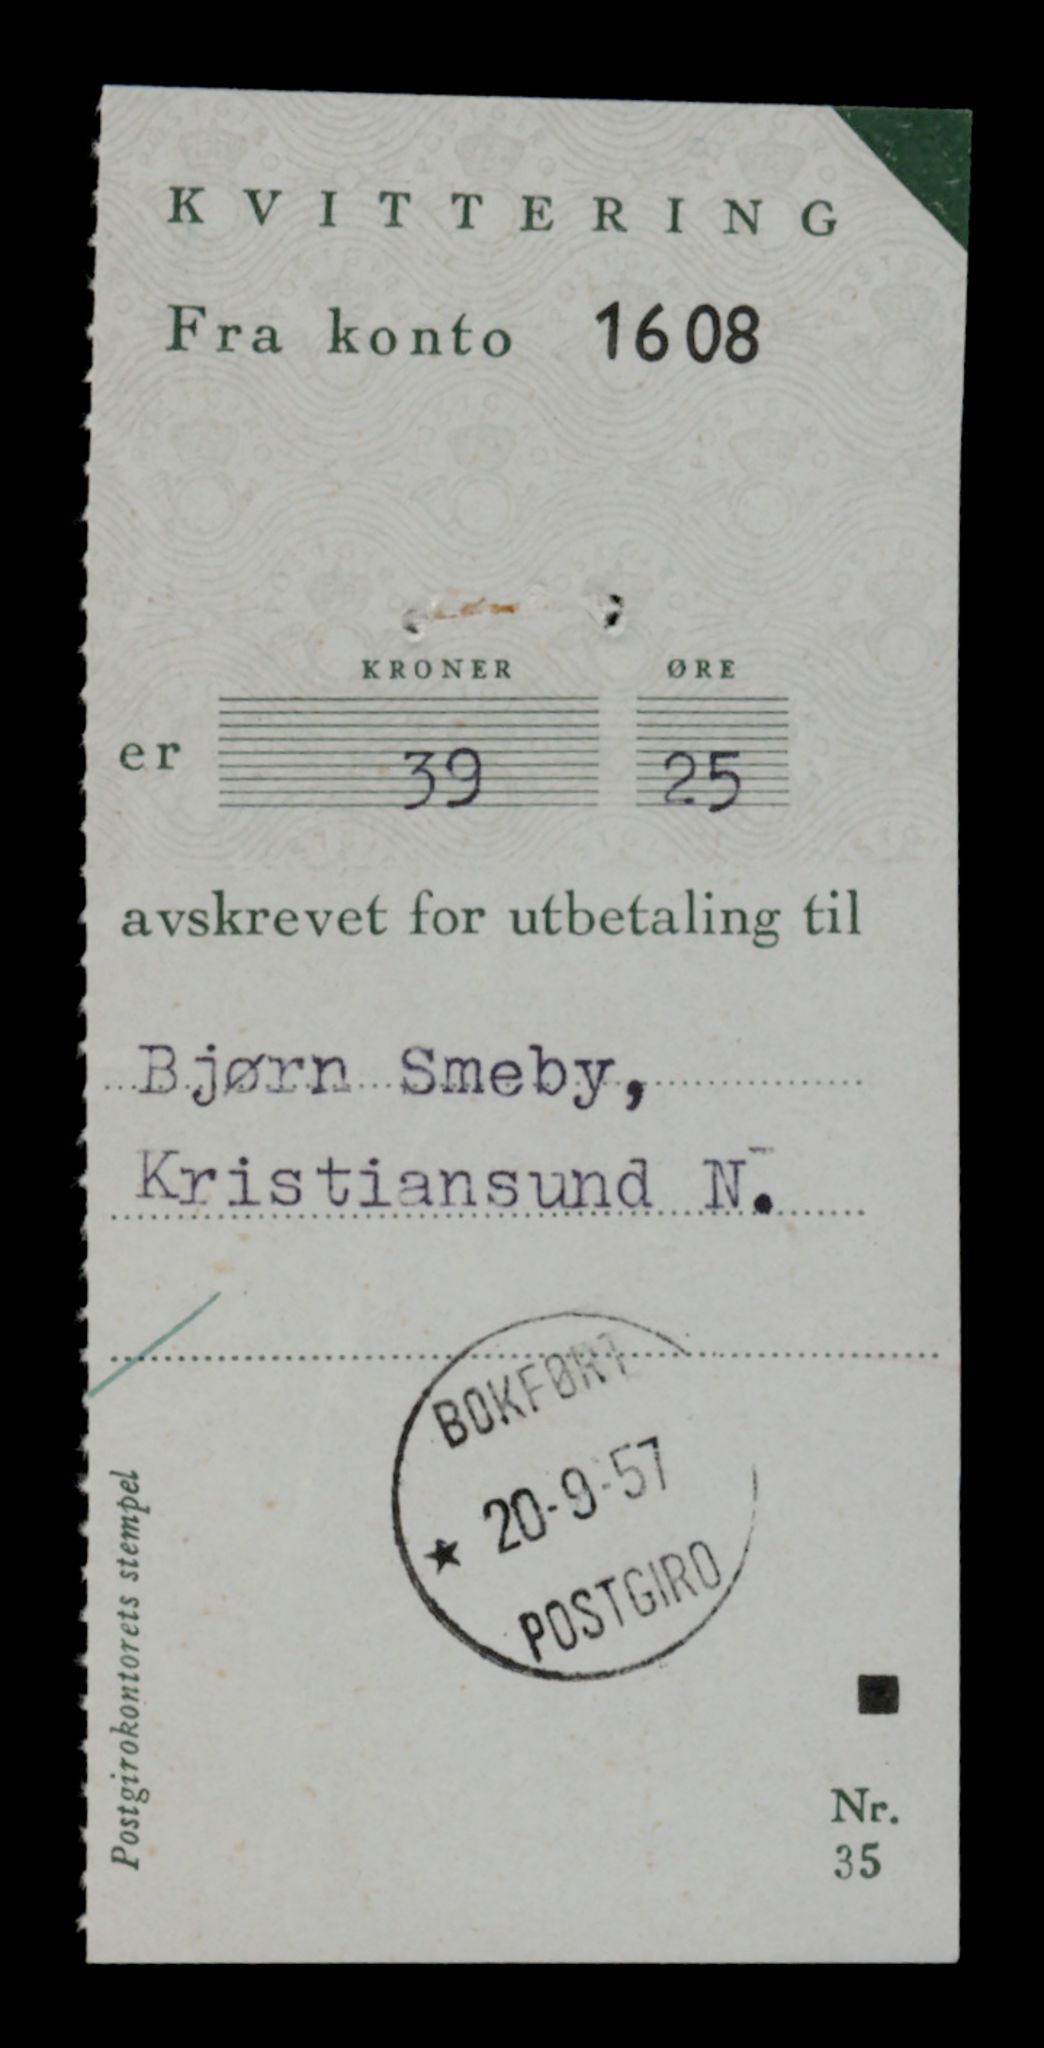 KVITTERING
Fra konto 1608
KRONER ØRE
er 39 25
avskrevet for utbetaling til
Bjørn Smeby,
Kristiansund N.
BOKFØRT
20-9-57
POSTGIRO
Postgirokontorets stempel
Nr.
35